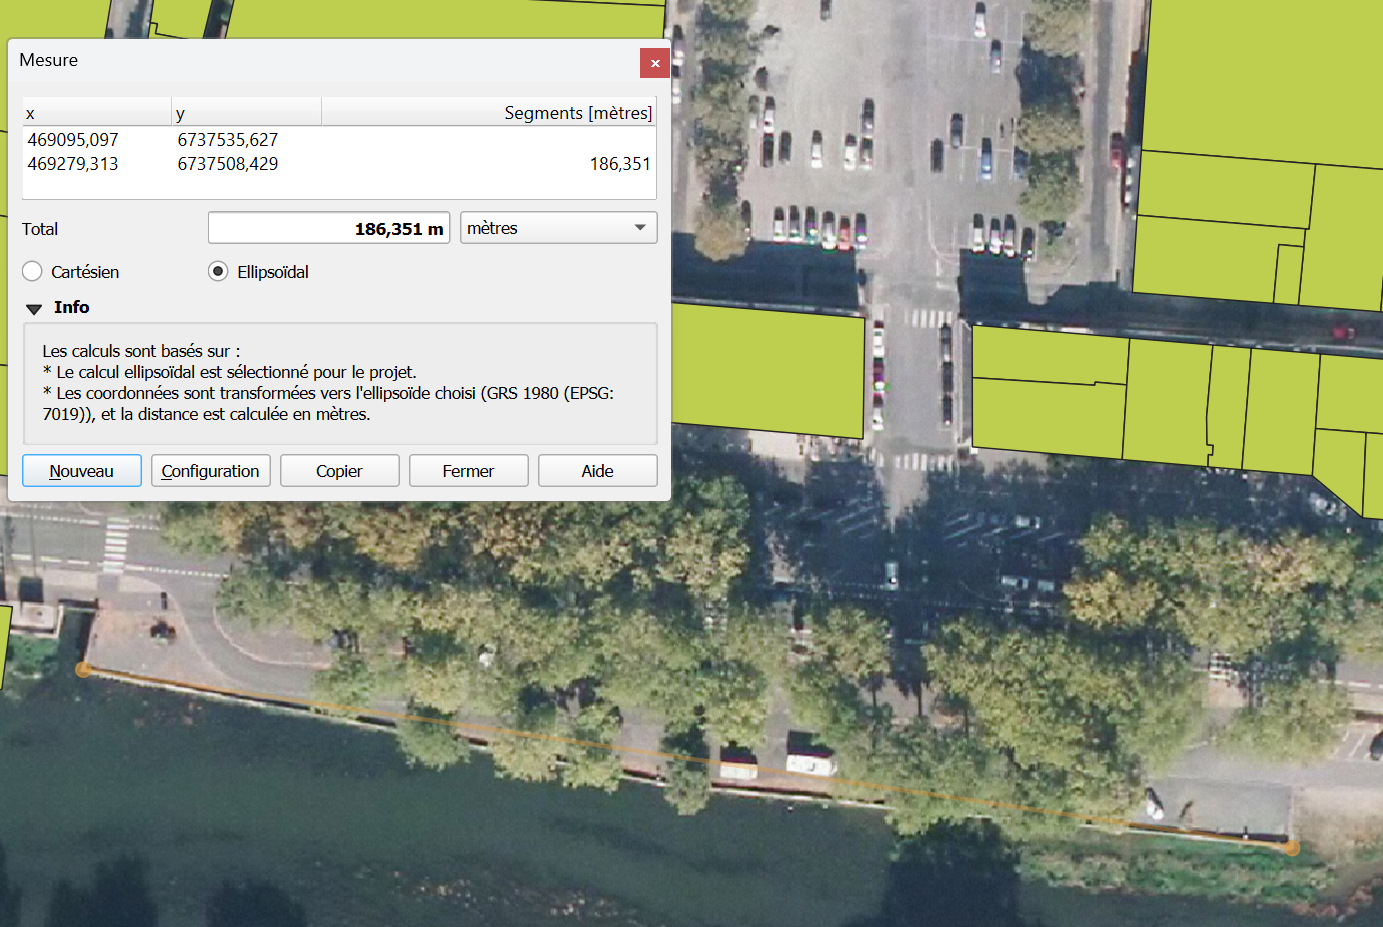 Mesure
x y Segments [mètres]
469095,097 6737535,627
469279,313 6737508,429 186,351
Total 186,351 m mètres
Cartésien Ellipsoïdal
Info
Les calculs sont basés sur :
* Le calcul ellipsoïdal est sélectionné pour le projet.
* Les coordonnées sont transformées vers l'ellipsoïde choisi (GRS 1980 (EPSG:
7019)), et la distance est calculée en mètres.
Nouveau Configuration Copier Fermer Aide